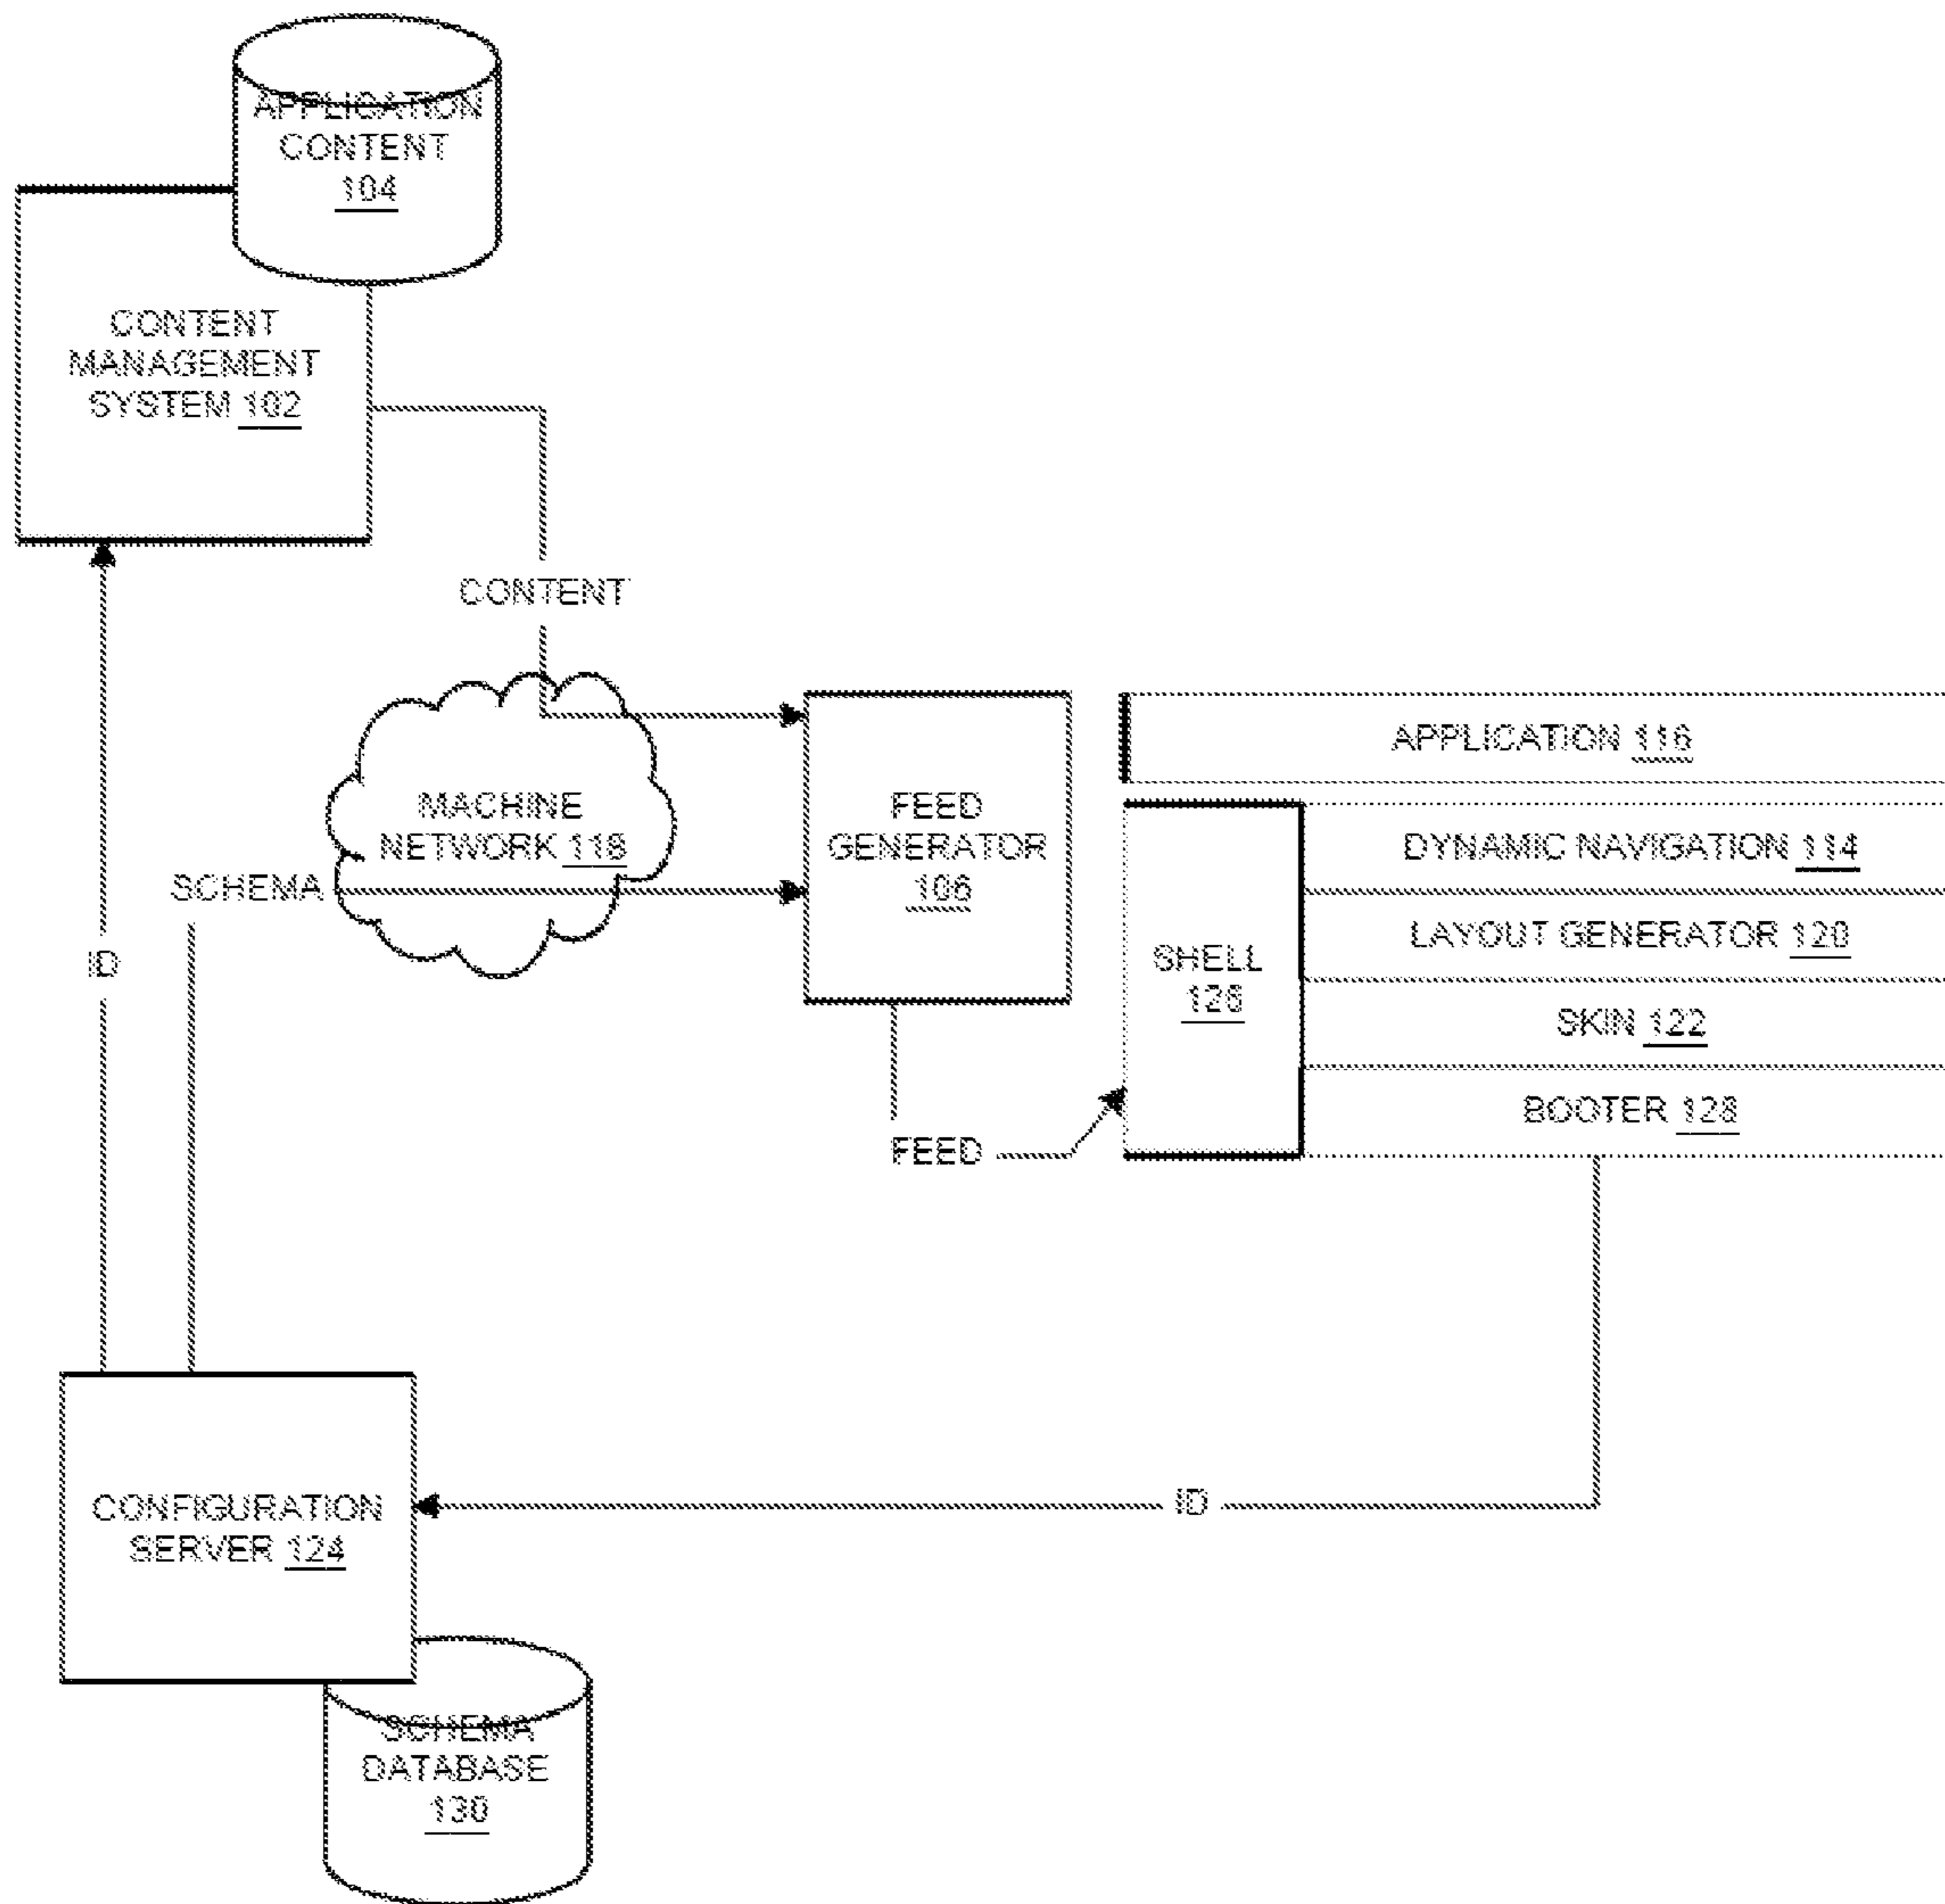 APPLICATION
CONTENT
104
CONTENT
MANAGEMENT
SYSTEM 102
CONTENT
MACHINE
NETWORK 118
SCHEMA
ID
FEED
GENERATOR
106
APPLICATION 116
DYNAMIC NAVIGATION 114
LAYOUT GENERATOR 120
SHELL
126
SKIN 122
BOOTER 128
FEED
ID
CONFIGURATION
SERVER 124
SCHEMA
DATABASE
130